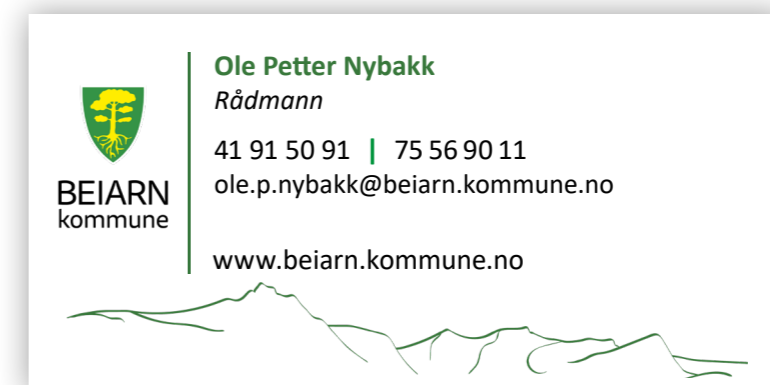 Ole Petter Nybakk
Rådmann
41 91 50 91 | 75 56 90 11
ole.p.nybakk@beiarn.kommune.no
www.beiarn.kommune.no
BEIARN
kommune